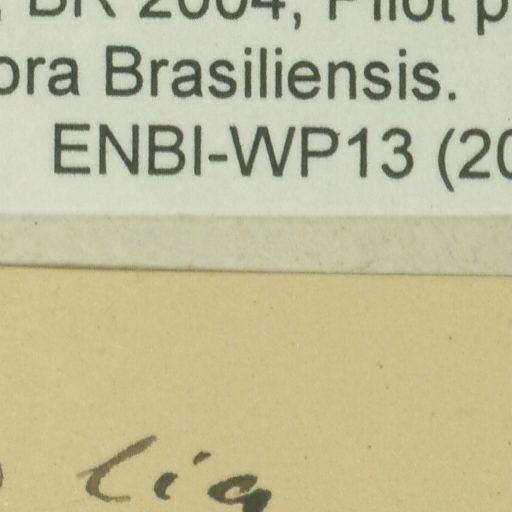 BR 2004, Pilot p
ora Brasiliensis.
ENBI-WP13 (20